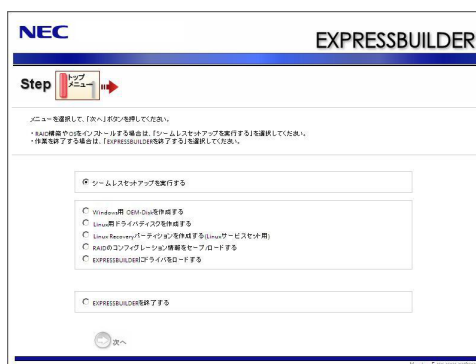 NEC
EXPRESSBUILDER
Step
トップ
メニュー
メニューを選択して、「次へ」ボタンを押してください。
・RAID構築やOSをインストールする場合は、「シームレスセットアップを実行する」を選択してください。
・作業を終了する場合は、「EXPRESSBUILDERを終了する」を選択してください。
シームレスセットアップを実行する
Windows用 OEM-Diskを作成する
Linux用ドライバディスクを作成する
Linux Recoveryパーティションを作成する(Linuxサービスセット用)
RAIDのコンフィグレーション情報をセーブ/ロードする
EXPRESSBUILDERにドライバをロードする
EXPRESSBUILDERを終了する
次へ